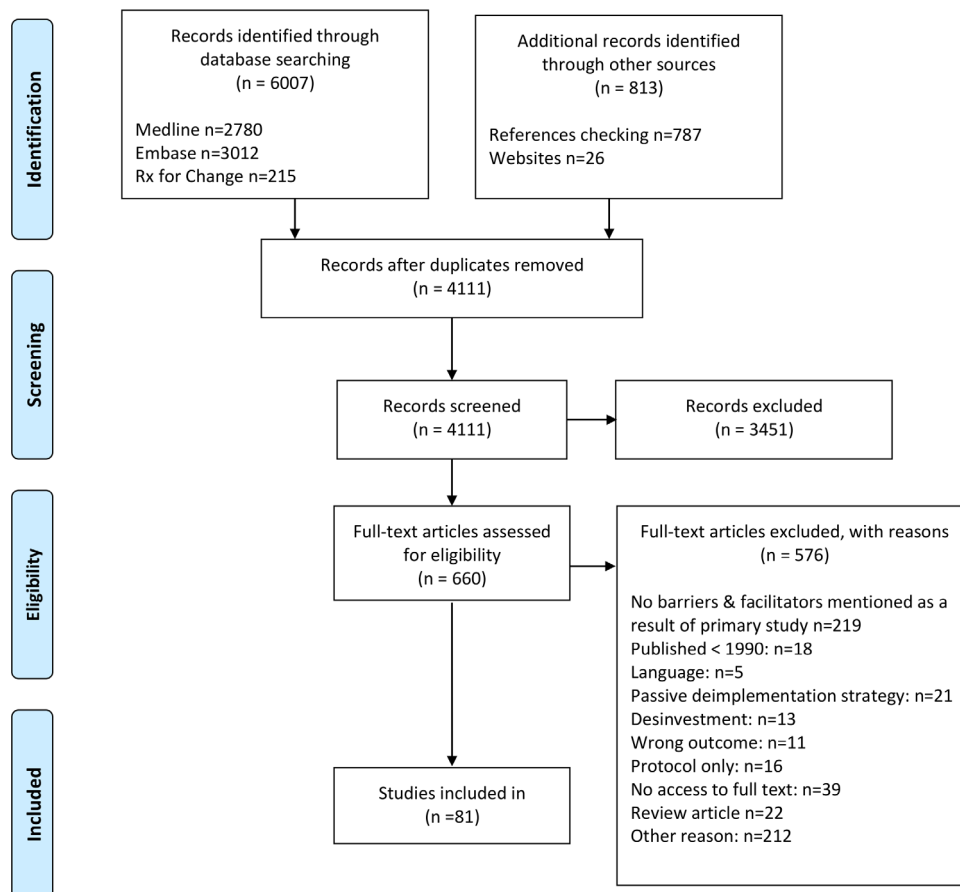 Identification
Records identified through
database searching
(n = 6007)
Medline n=2780
Embase n=3012
Rx for Change n=215
Additional records identified
through other sources
(n = 813)
References checking n=787
Websites n=26
Records after duplicates removed
(n = 4111)
Screening
Records screened
(n = 4111)
Records excluded
(n = 3451)
Eligibility
Full-text articles assessed
for eligibility
(n = 660)
Full-text articles excluded, with reasons
(n = 576)
No barriers & facilitators mentioned as a
result of primary study n=219
Published < 1990: n=18
Language: n=5
Passive deimplementation strategy: n=21
Desinvestment: n=13
Wrong outcome: n=11
Protocol only: n=16
No access to full text: n=39
Review article n=22
Other reason: n=212
Included
Studies included in
(n =81)